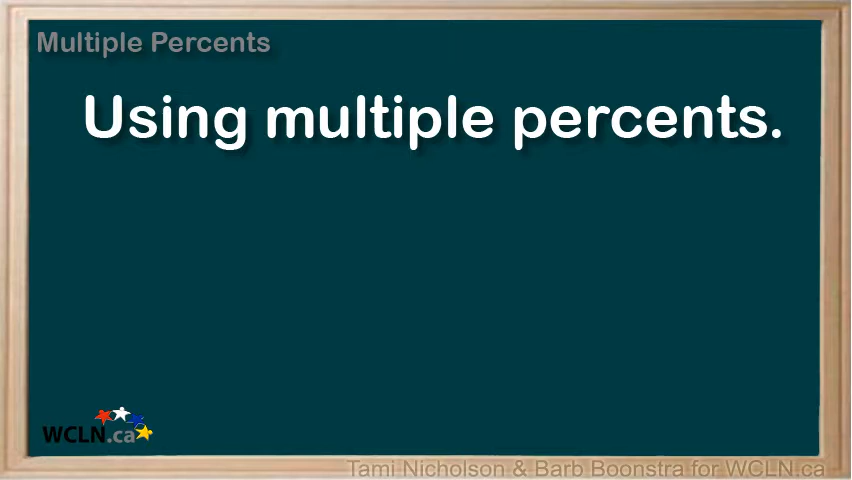 Multiple Percents
Using multiple percents.
WCLN.ca
Tami Nicholson & Barb Boonstra for WCLN.ca